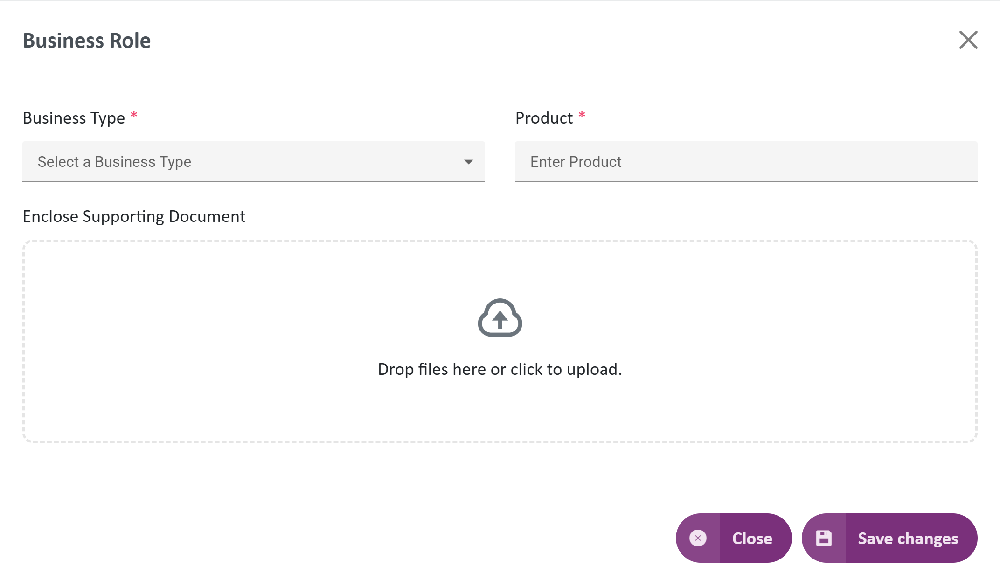 Business Role
Business Type *
Product *
Select a Business Type
Enter Product
Enclose Supporting Document
Drop files here or click to upload.
Close
Save changes